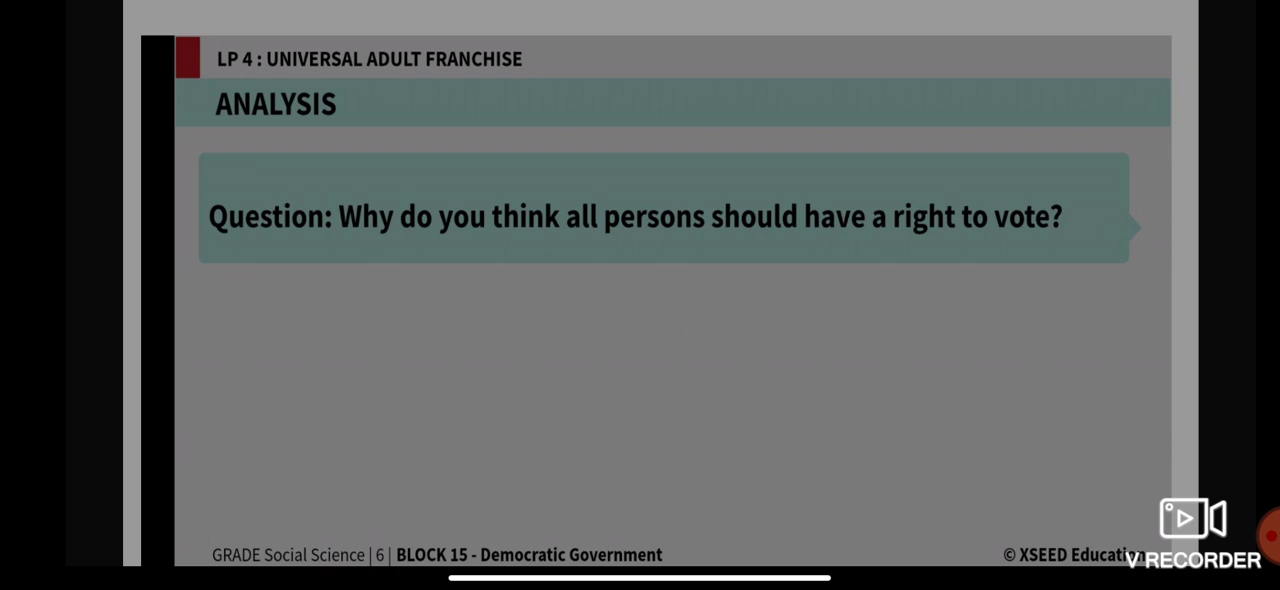 LP 4 : UNIVERSAL ADULT FRANCHISE
ANALYSIS
Question: Why do you think all persons should have a right to vote?
GRADE Social Science | 6 | BLOCK 15 - Democratic Government
© XSEED Education
V RECORDER